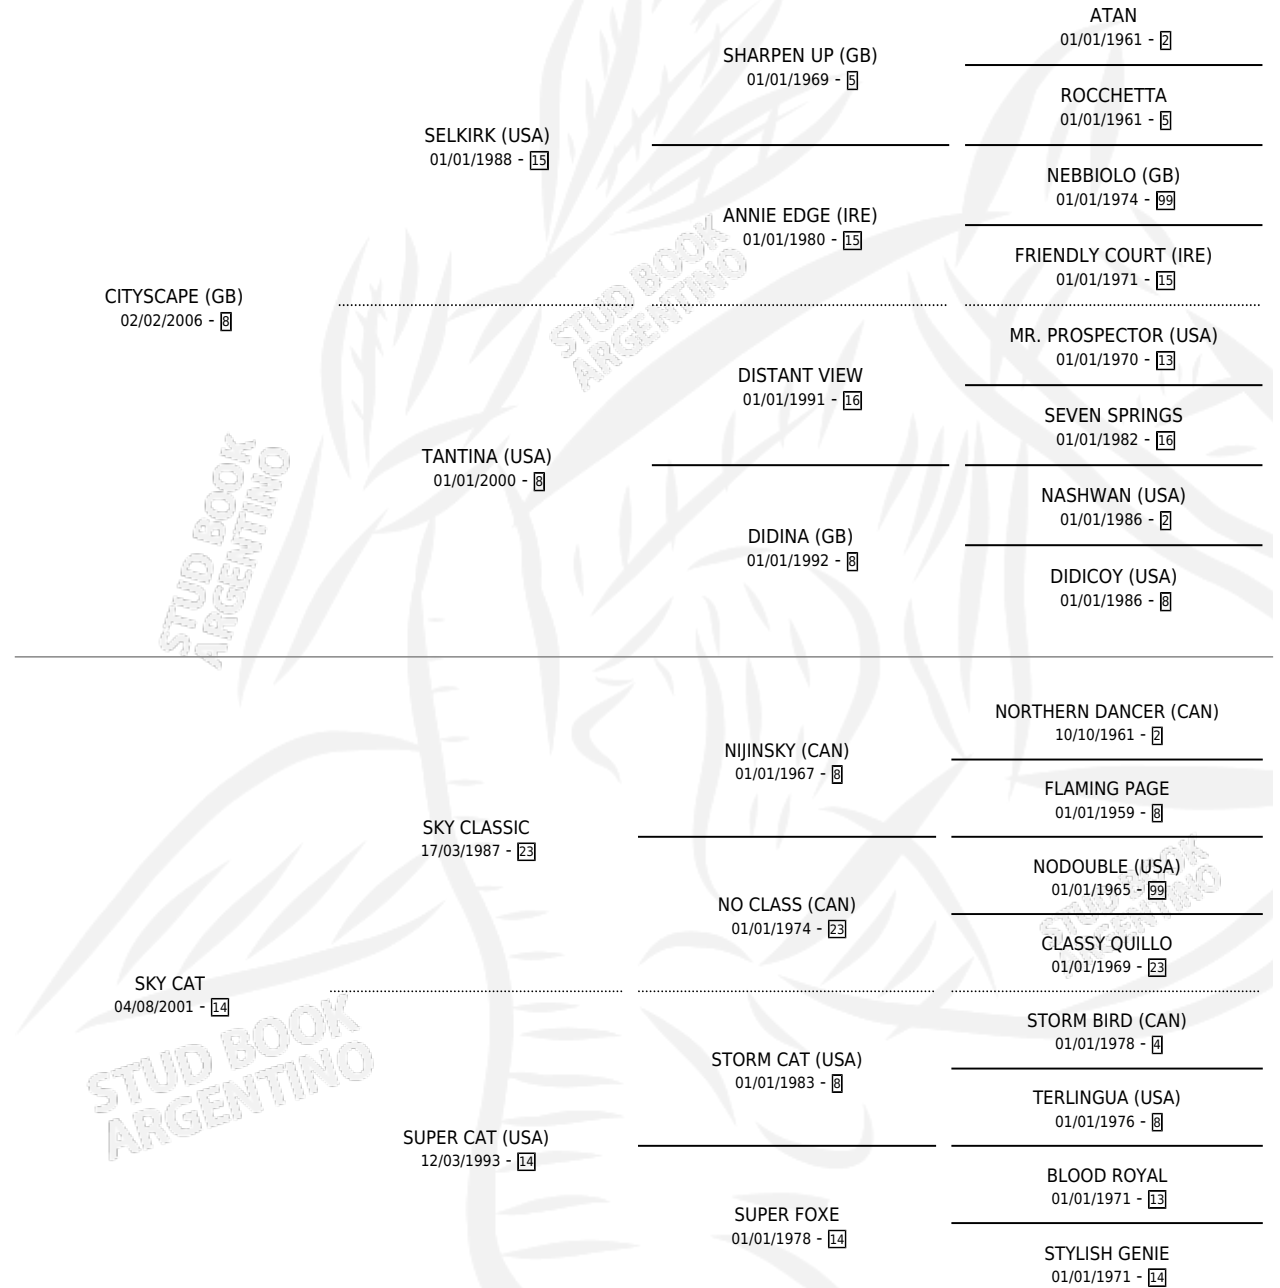 ATAN
01/01/1961 - 2
SHARPEN UP (GB)
01/01/1969 - 5
ROCCHETTA
01/01/1961 - 5
SELKIRK (USA)
01/01/1988 - 15
NEBBIOLO (GB)
01/01/1974 - 99
ANNIE EDGE (IRE)
01/01/1980 - 15
FRIENDLY COURT (IRE)
01/01/1971 - 15
CITYSCAPE (GB)
02/02/2006 - 8
MR. PROSPECTOR (USA)
01/01/1970 - 13
DISTANT VIEW
01/01/1991 - 16
SEVEN SPRINGS
01/01/1982 - 16
TANTINA (USA)
01/01/2000 - 8
NASHWAN (USA)
01/01/1986 - 2
DIDINA (GB)
01/01/1992 - 8
DIDICOY (USA)
01/01/1986 - 8
NORTHERN DANCER (CAN)
10/10/1961 - 2
NIJINSKY (CAN)
01/01/1967 - 8
FLAMING PAGE
01/01/1959 - 8
SKY CLASSIC
17/03/1987 - 23
NODOUBLE (USA)
01/01/1965 - 99
NO CLASS (CAN)
01/01/1974 - 23
CLASSY QUILLO
01/01/1969 - 23
SKY CAT
04/08/2001 - 14
STORM BIRD (CAN)
01/01/1978 - 4
STORM CAT (USA)
01/01/1983 - 8
TERLINGUA (USA)
01/01/1976 - 8
SUPER CAT (USA)
12/03/1993 - 14
BLOOD ROYAL
01/01/1971 - 13
SUPER FOXE
01/01/1978 - 14
STYLISH GENIE
01/01/1971 - 14
STUD BOOK
ARGENTINO
STUD BOOK
ARGENTINO
STUD BOOK
ARGENTINO
STUD BOOK
ARGENTINO